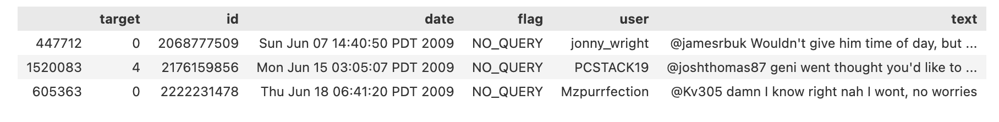 target id date flag user text
447712 0 2068777509 Sun Jun 07 14:40:50 PDT 2009 NO_QUERY jonny_wright @jamesrbuk Wouldn't give him time of day, but ...
1520083 4 2176159856 Mon Jun 15 03:05:07 PDT 2009 NO_QUERY PCSTACK19 @joshthomas87 geni went thought you'd like to ...
605363 0 2222231478 Thu Jun 18 06:41:20 PDT 2009 NO_QUERY Mzpurrfection @Kv305 damn I know right nah I wont, no worries